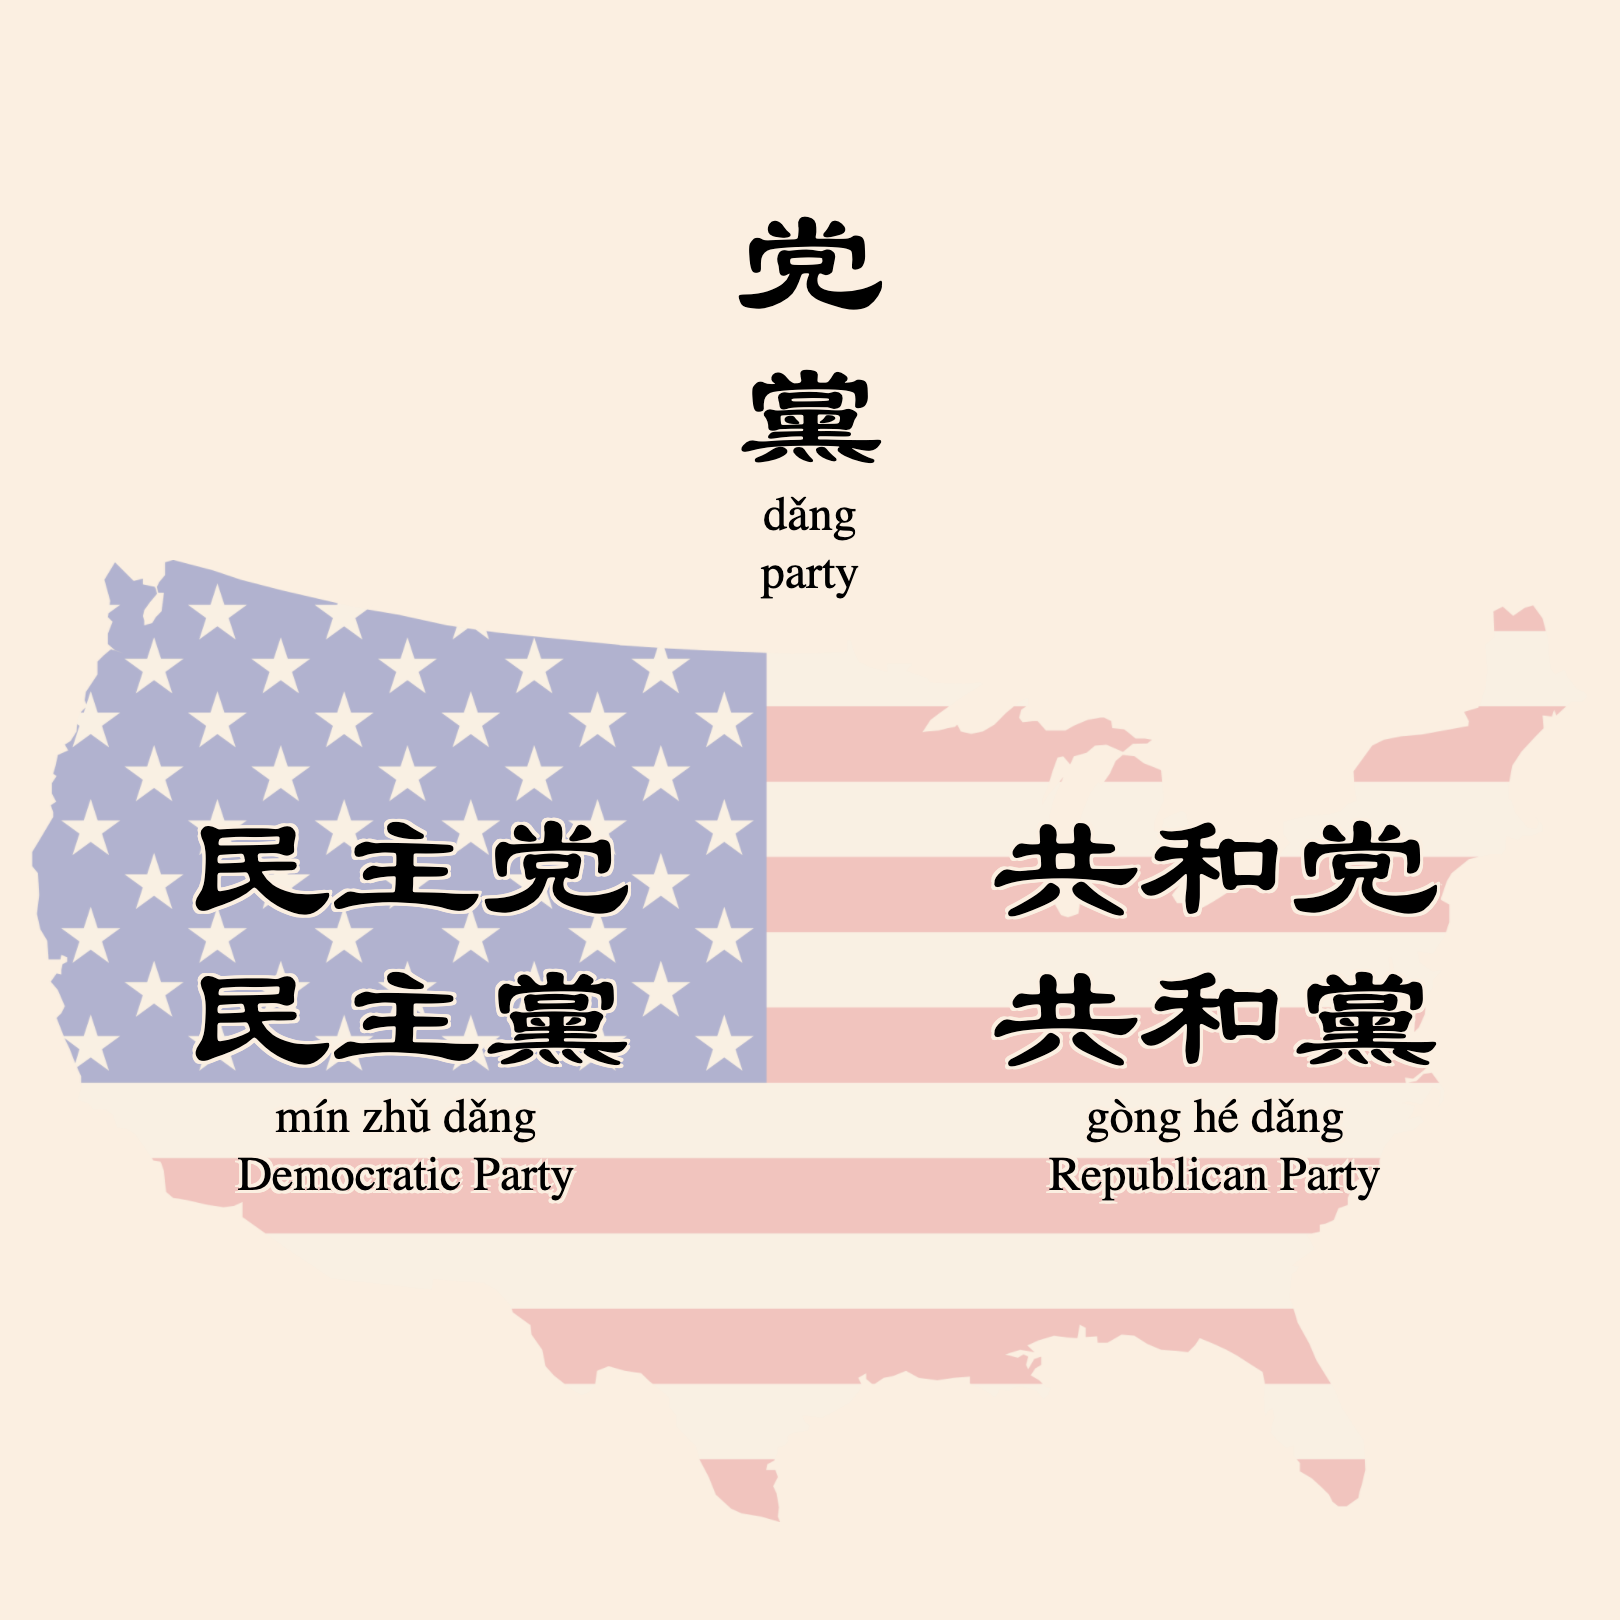 党
黨
dǎng
party
民主党
民主黨
mín zhǔ dǎng
Democratic Party
共和党
共和黨
gòng hé dǎng
Republican Party